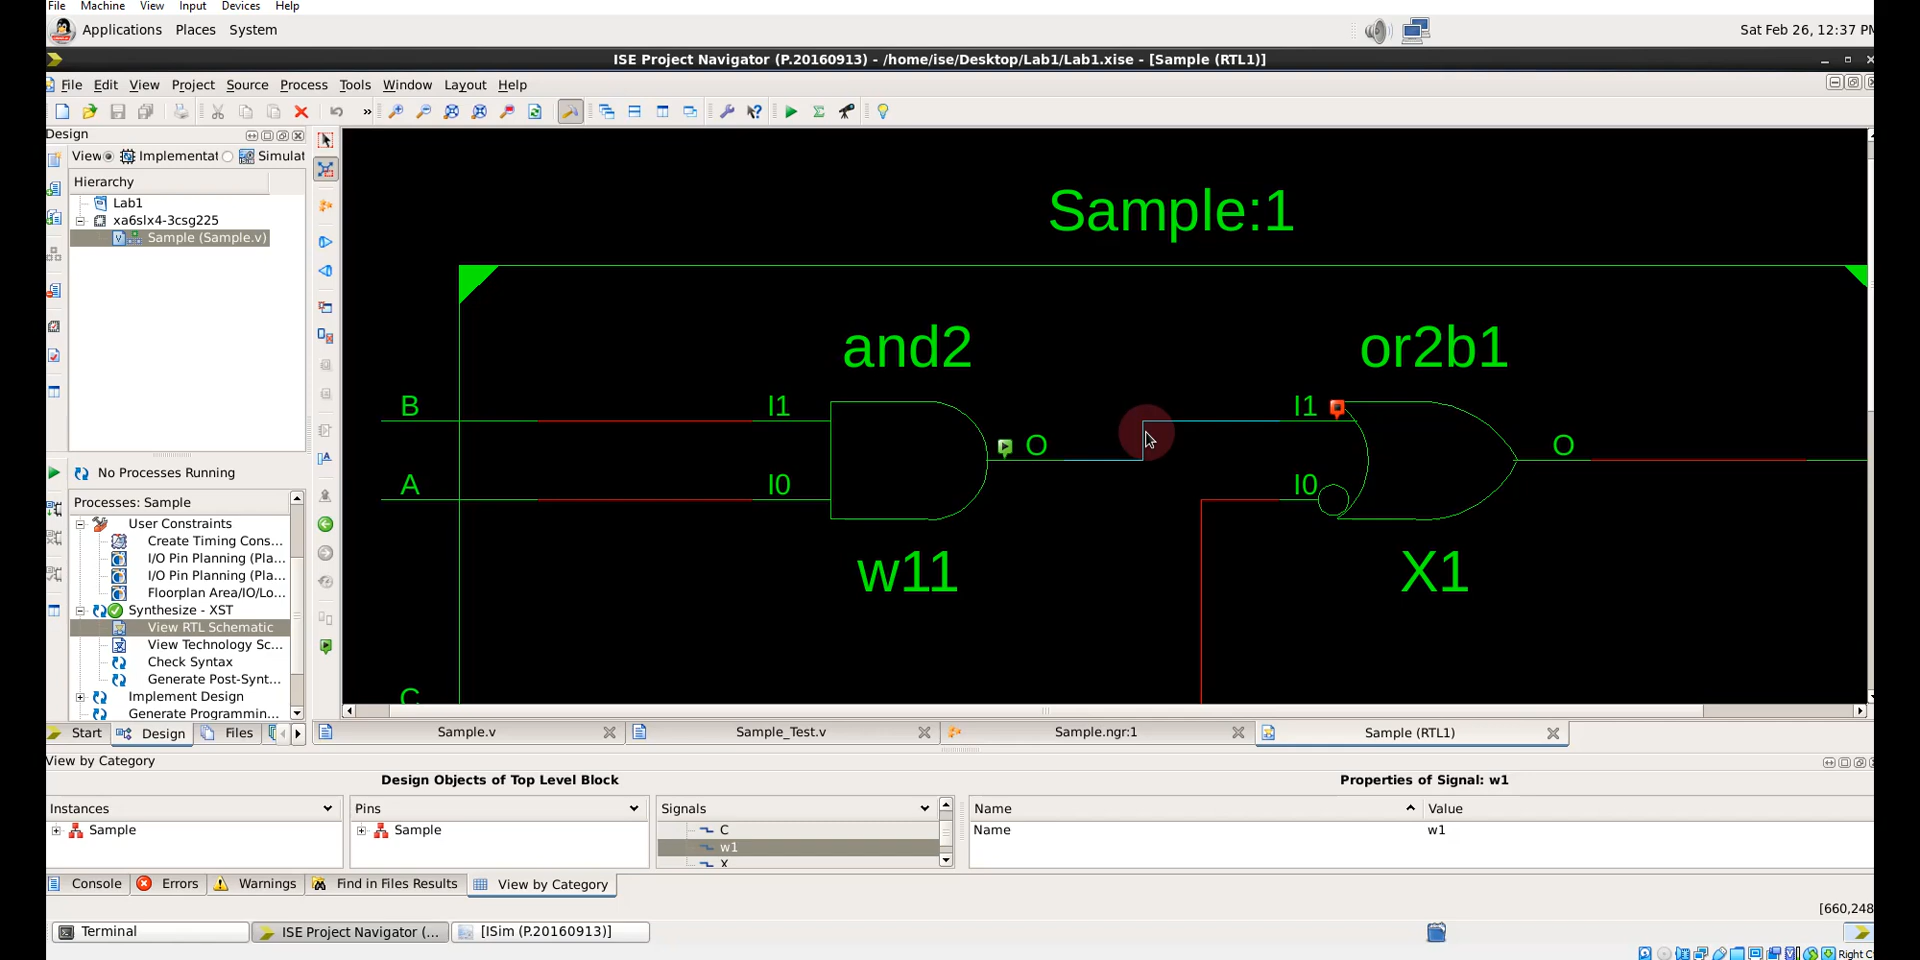 File Machine View Input Devices Help
Applications Places System Sat Feb 26, 12:37 PM
ISE Project Navigator (P.20160913) - /home/ise/Desktop/Lab1/Lab1.xise - [Sample (RTL1)]
File Edit View Project Source Process Tools Window Layout Help
»
Design
View Implementat Simulat
Hierarchy
Lab1
xa6slx4-3csg225
Sample (Sample.v)
No Processes Running
Processes: Sample
User Constraints
Create Timing Cons...
I/O Pin Planning (Pla...
I/O Pin Planning (Pla...
Floorplan Area/IO/Lo...
Synthesize - XST
View RTL Schematic
View Technology Sc...
Check Syntax
Generate Post-Synt...
Implement Design
Generate Programmin...
Start Design Files
Sample:1
and2 or2b1
B I1 I1
O O
A I0 I0
w11 X1
C
Sample.v Sample_Test.v Sample.ngr:1 Sample (RTL1)
View by Category
Design Objects of Top Level Block Properties of Signal: w1
Instances Pins Signals Name Value
Sample Sample C Name w1
w1
X
Console Errors Warnings Find in Files Results View by Category
[660,248
Terminal ISE Project Navigator (... [ISim (P.20160913)]
Right C